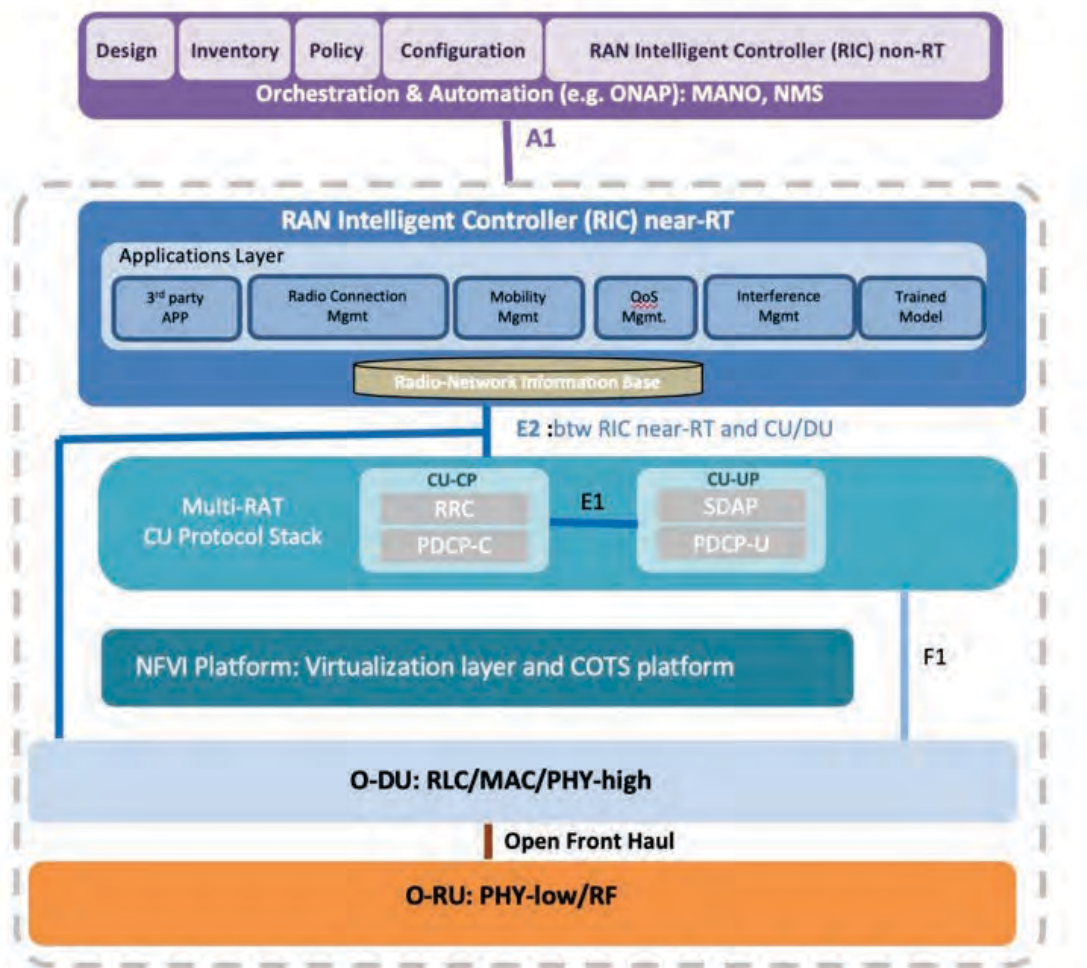 Design
Inventory
Policy
Configuration
RAN Intelligent Controller (RIC) non-RT
Orchestration & Automation (e.g. ONAP): MANO, NMS
A1
RAN Intelligent Controller (RIC) near-RT
Applications Layer
3rd party
APP
Radio Connection
Mgmt
Mobility
Mgmt
QoS
Mgmt.
Interference
Mgmt
Trained
Model
Radio-Network Information Base
E2 :btw RIC near-RT and CU/DU
Multi-RAT
CU Protocol Stack
CU-CP
RRC
PDCP-C
E1
CU-UP
SDAP
PDCP-U
NFVI Platform: Virtualization layer and COTS platform
F1
O-DU: RLC/MAC/PHY-high
Open Front Haul
O-RU: PHY-low/RF